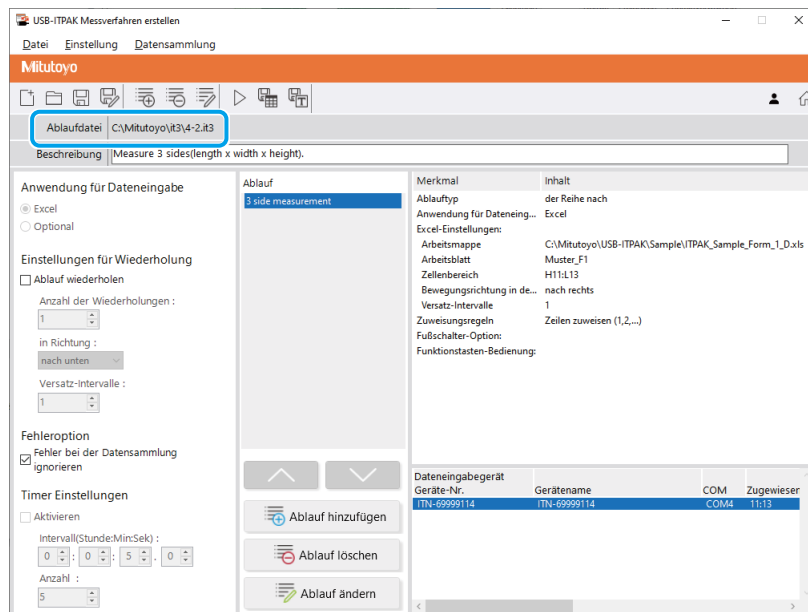 USB-ITPAK Messverfahren erstellen
Datei Einstellung Datensammlung
Mitutoyo
Ablaufdatei C:\Mitutoyo\it3\4-2.it3
Beschreibung Measure 3 sides(length x width x height).
Anwendung für Dateneingabe
Excel
Optional
Einstellungen für Wiederholung
Ablauf wiederholen
Anzahl der Wiederholungen :
1
in Richtung :
nach unten
Versatz-Intervalle :
1
Fehleroption
Fehler bei der Datensammlung
ignorieren
Timer Einstellungen
Aktivieren
Intervall(Stunde:Min:Sek) :
0 : 0 : 5 . 0
Anzahl :
5
Ablauf
3 side measurement
Ablauf hinzufügen
Ablauf löschen
Ablauf ändern
Merkmal Inhalt
Ablauftyp der Reihe nach
Anwendung für Dateneing... Excel
Excel-Einstellungen:
Arbeitsmappe C:\Mitutoyo\USB-ITPAK\Sample\ITPAK_Sample_Form_1_D.xls
Arbeitsblatt Muster_F1
Zellenbereich H11:L13
Bewegungsrichtung in de... nach rechts
Versatz-Intervalle 1
Zuweisungsregeln Zeilen zuweisen (1,2,...)
Fußschalter-Option:
Funktionstasten-Bedienung:
Dateneingabegerät
Geräte-Nr. Gerätename COM Zugewieser
ITN-69999114 ITN-69999114 COM4 11:13